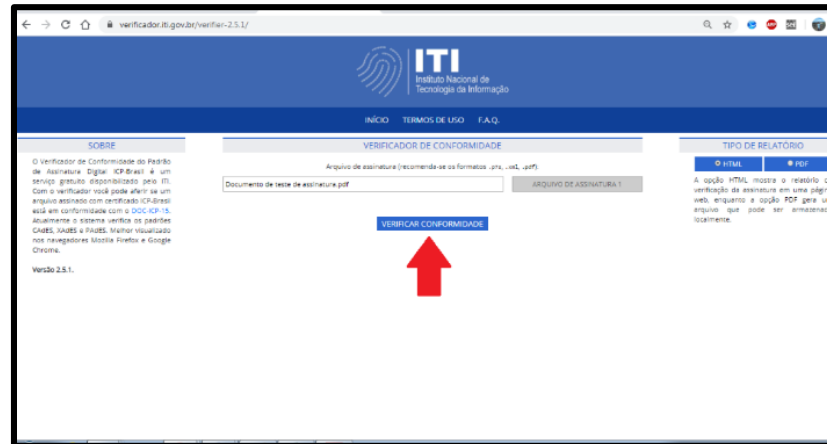 verificador.iti.gov.br/verifier-2.5.1/
ITI
Instituto Nacional de
Tecnologia da Informação
INÍCIO TERMOS DE USO F.A.Q.
SOBRE
O Verificador de Conformidade do Padrão
de Assinatura Digital ICP-Brasil é um
serviço gratuito disponibilizado pelo ITI.
Com o verificador você pode aferir se um
arquivo assinado com certificado ICP-Brasil
está em conformidade com o DOC-ICP-15.
Atualmente o sistema verifica os padrões
CAdES, XAdES e PAdES. Melhor visualizado
nos navegadores Mozilla Firefox e Google
Chrome.
Versão 2.5.1.
VERIFICADOR DE CONFORMIDADE
Arquivo de assinatura (recomenda-se os formatos .p7s, .xml, .pdf).
Documento de teste de assinatura.pdf
ARQUIVO DE ASSINATURA 1
VERIFICAR CONFORMIDADE
TIPO DE RELATÓRIO
HTML PDF
A opção HTML mostra o relatório
verificação da assinatura em uma págin
web, enquanto a opção PDF gera u
arquivo que pode ser armazena
localmente.